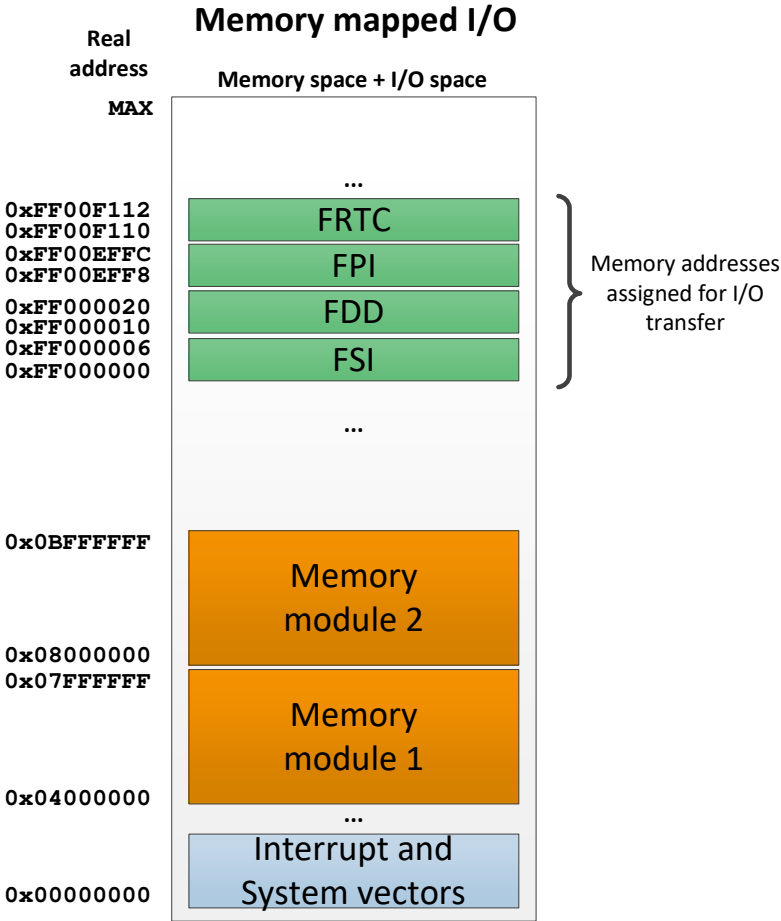 Memory mapped I/O
Real
address
Memory space + I/O space
MAX
...
0xFF00F112
0xFF00F110
FRTC
0xFF00EFFC
0xFF00EFF8
FPI
0xFF000020
0xFF000010
FDD
0xFF000006
0xFF000000
FSI
Memory addresses
assigned for I/O
transfer
...
0x0BFFFFFF
Memory
module 2
0x08000000
0x07FFFFFF
Memory
module 1
0x04000000
...
Interrupt and
System vectors
0x00000000